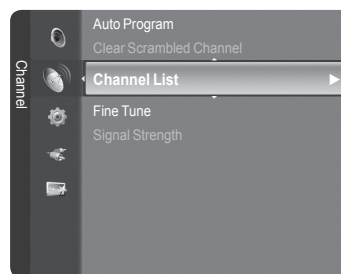 Channel
Auto Program
Clear Scrambled Channel
Channel List
Fine Tune
Signal Strength